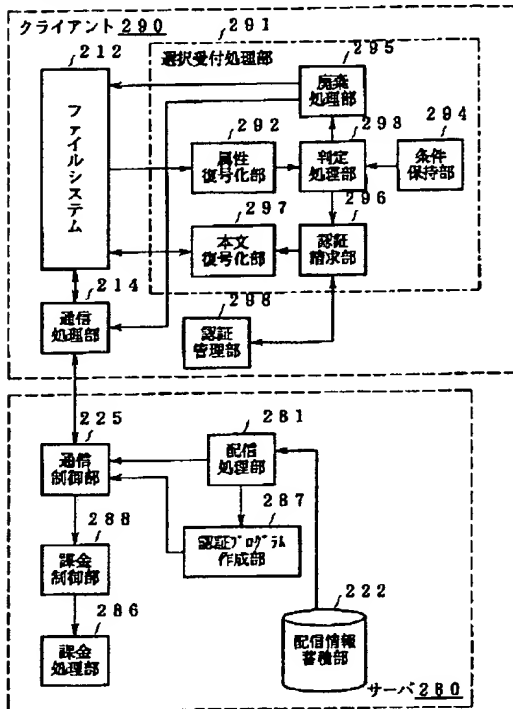 クライアント290
291
212
選択受付処理部
295
廃棄
処理部
ファイルシステム
292
属性
復号化部
293
判定
処理部
294
条件
保持部
297
本文
復号化部
296
認証
請求部
214
通信
処理部
298
認証
管理部
225
通信
制御部
281
配信
処理部
288
課金
制御部
287
認証プログラム
作成部
286
課金
処理部
222
配信情報
蓄積部
サーバ280